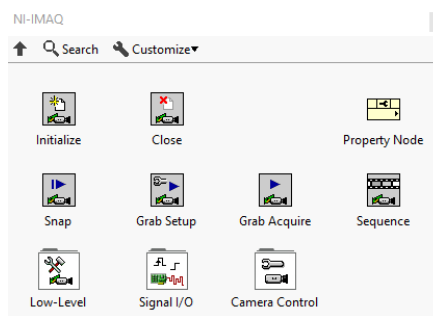 NI-IMAQ
Search Customize
Initialize Close Property Node
Snap Grab Setup Grab Acquire Sequence
Low-Level Signal I/O Camera Control